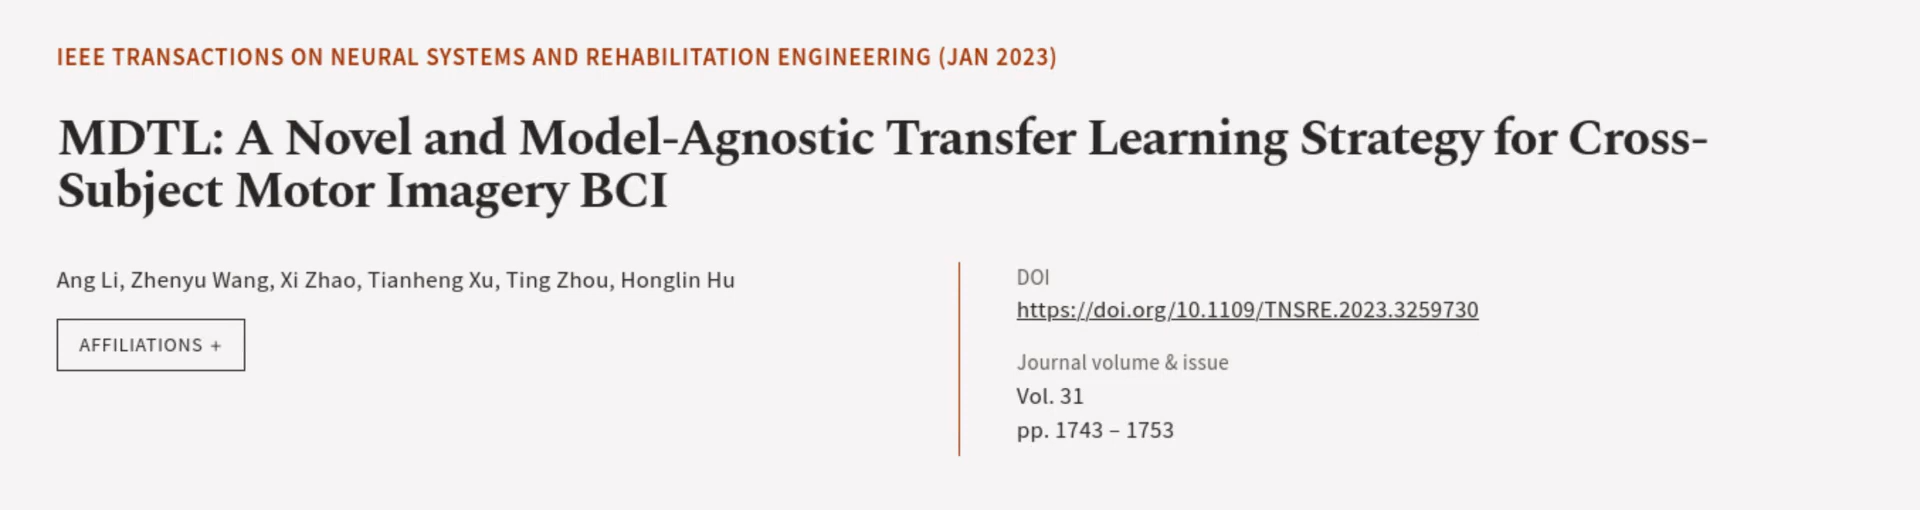 IEEE TRANSACTIONS ON NEURAL SYSTEMS AND REHABILITATION ENGINEERING (JAN 2023)
MDTL: A Novel and Model-Agnostic Transfer Learning Strategy for Cross-
Subject Motor Imagery BCI
Ang Li, Zhenyu Wang, Xi Zhao, Tianheng Xu, Ting Zhou, Honglin Hu
AFFILIATIONS +
DOI
https://doi.org/10.1109/TNSRE.2023.3259730
Journal volume & issue
Vol. 31
pp. 1743 – 1753